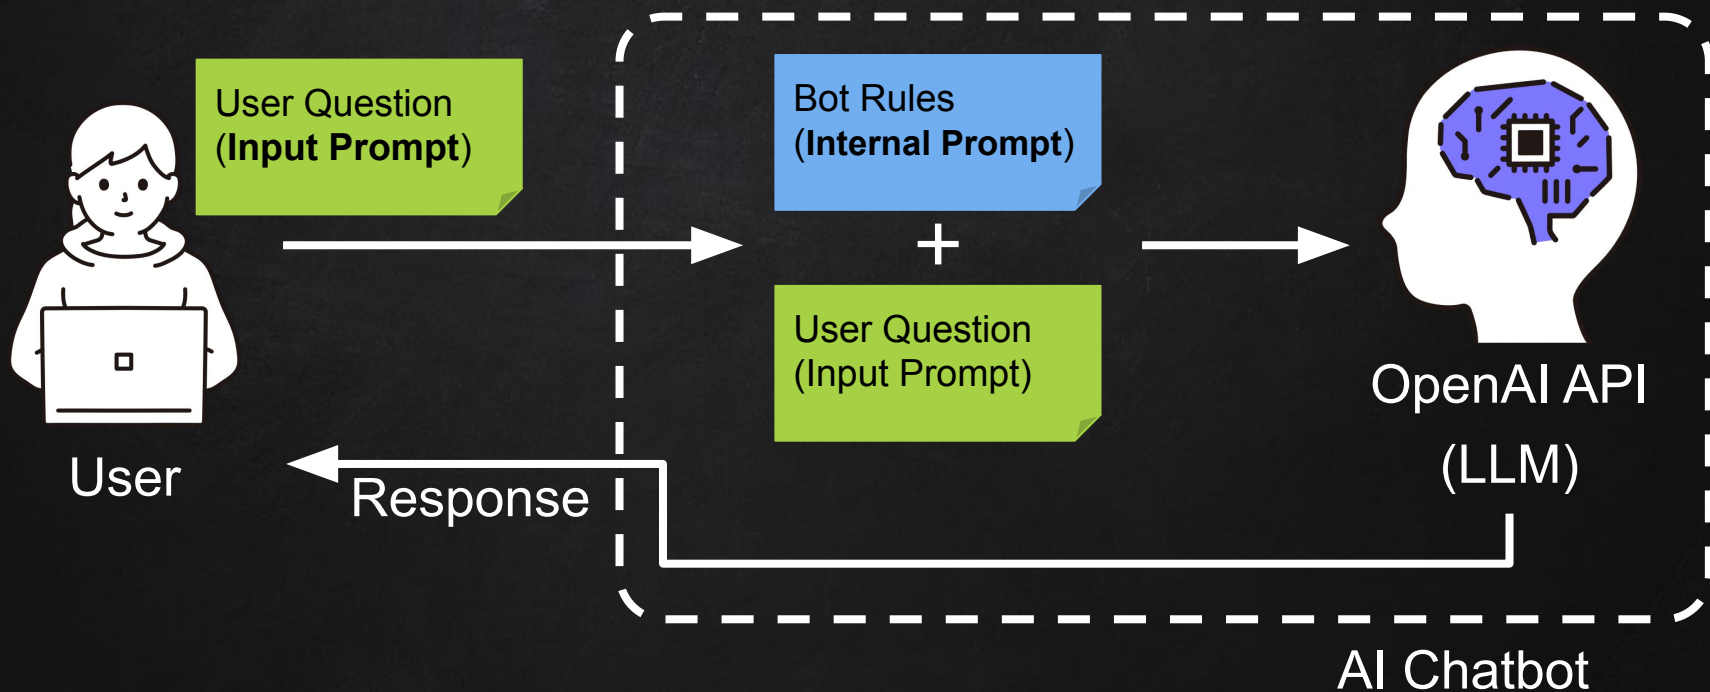 User Question
(Input Prompt)
Bot Rules
(Internal Prompt)
+
User Question
(Input Prompt)
OpenAI API
(LLM)
User
Response
AI Chatbot